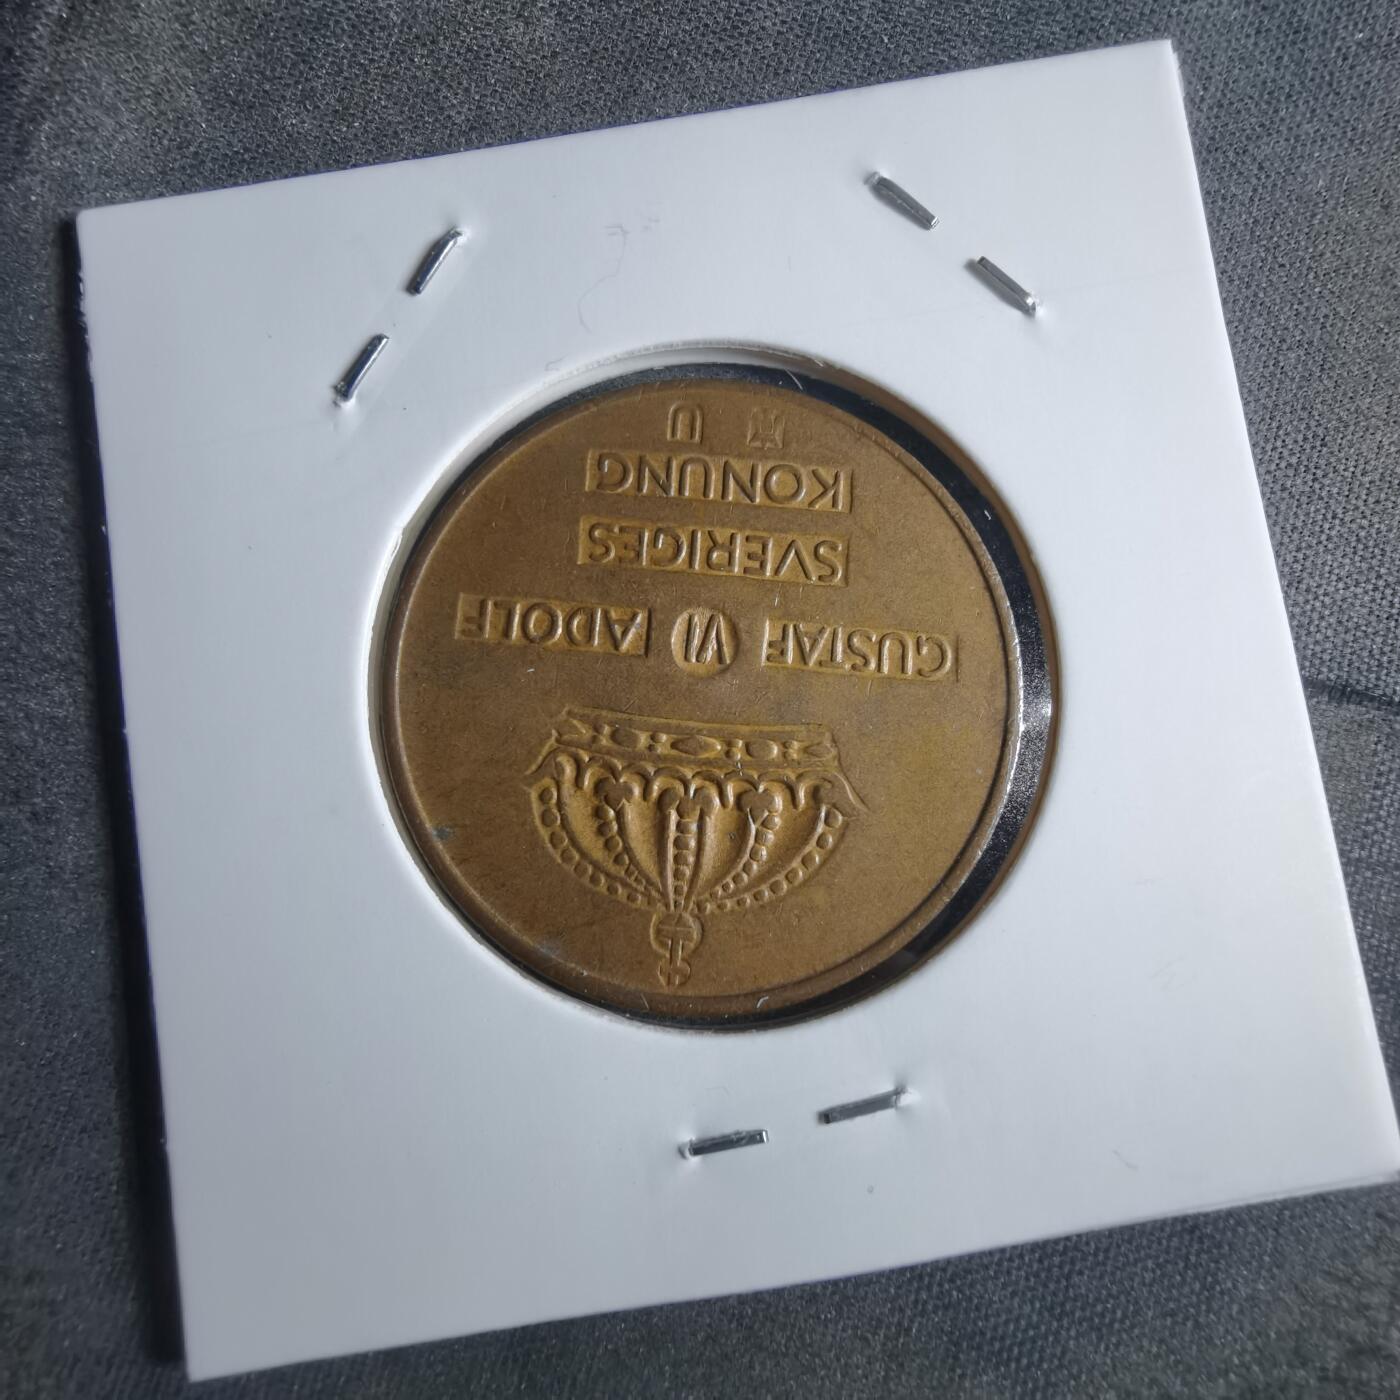 GUSTAF VI ADOLF
SVERIGES
KONUNG
U